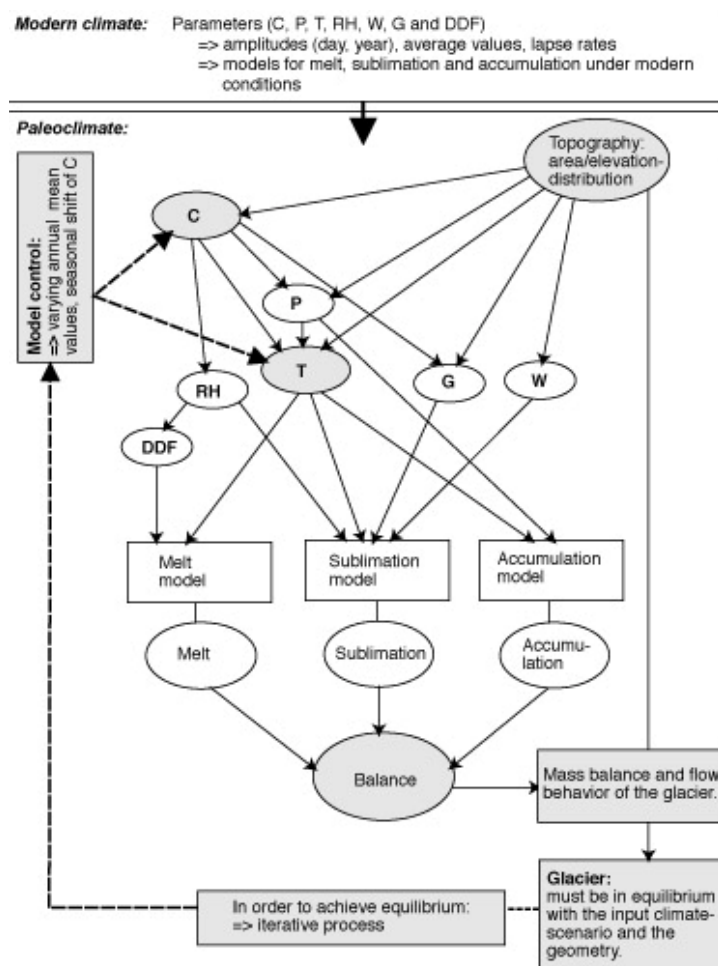 Modern climate: Parameters (C, P, T, RH, W, G and DDF)
=> amplitudes (day, year), average values, lapse rates
=> models for melt, sublimation and accumulation under modern
conditions
Paleoclimate:
Topography:
area/elevation-
distribution
Model control:
=> varying annual mean
values, seasonal shift of C
C
P
T
RH
G
W
DDF
Melt
model
Sublimation
model
Accumulation
model
Melt
Sublimation
Accumu-
lation
Balance
Mass balance and flow
behavior of the glacier.
Glacier:
must be in equilibrium
with the input climate-
scenario and the
geometry.
In order to achieve equilibrium:
=> iterative process